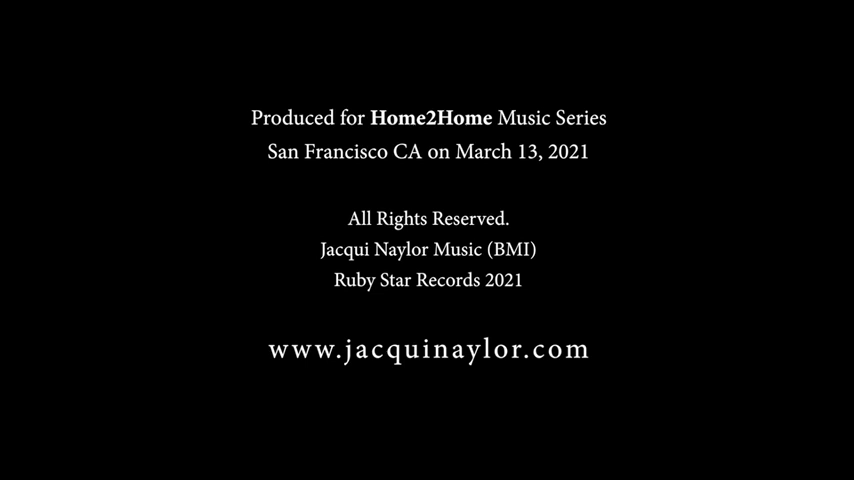 Produced for Home2Home Music Series
San Francisco CA on March 13, 2021
All Rights Reserved.
Jacqui Naylor Music (BMI)
Ruby Star Records 2021
www.jacquinaylor.com